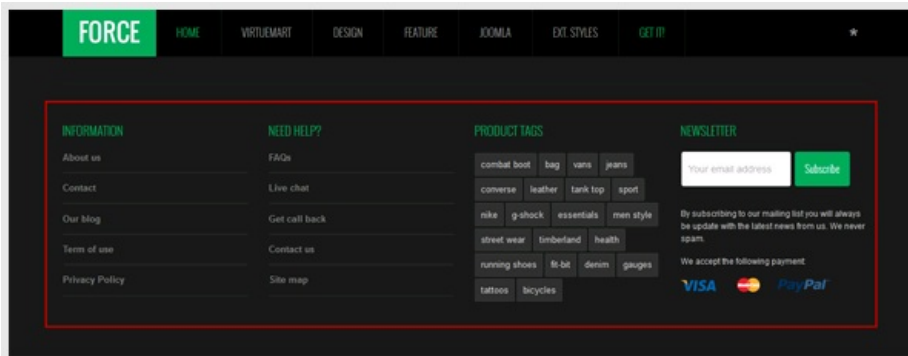 FORCE
HOME
VIRTUEMART
DESIGN
FEATURE
JOOMLA
EXT. STYLES
GET IT!
INFORMATION
About us
Contact
Our blog
Term of use
Privacy Policy
NEED HELP?
FAQs
Live chat
Get call back
Contact us
Site map
PRODUCT TAGS
combat boot bag vans jeans
converse leather tank top sport
nike g-shock essentials men style
street wear timberland health
running shoes fit-bit denim gauges
tattoos bicycles
NEWSLETTER
Your email address
Subscribe
By subscribing to our mailing list you will always
be update with the latest news from us. We never
spam.
We accept the following payment:
VISA
PayPal